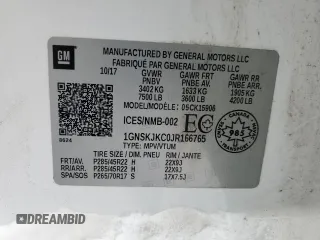 GM
MANUFACTURED BY GENERAL MOTORS LLC
FABRIQUÉ PAR GENERAL MOTORS LLC
10/17 GVWR GAWR FRT GAWR RR
PNBV PNBE AV PNBE ARR
3402 KG 1633 KG 1905 KG
7500 LB 3600 LB 4200 LB
MODEL/MODÈLE: 05CK15906
ICES/NMB-002 EC
985
1GNSKJKC0JR166765
0624 TYPE: MPV/VTUM
TIRE SIZE / DIM. PNEU RIM / JANTE
FRT/AV. P285/45R22 H 22X9J
RR/ARR. P285/45R22 H 22X9J
SPA/SOS P265/70R17 S 17X7.5J